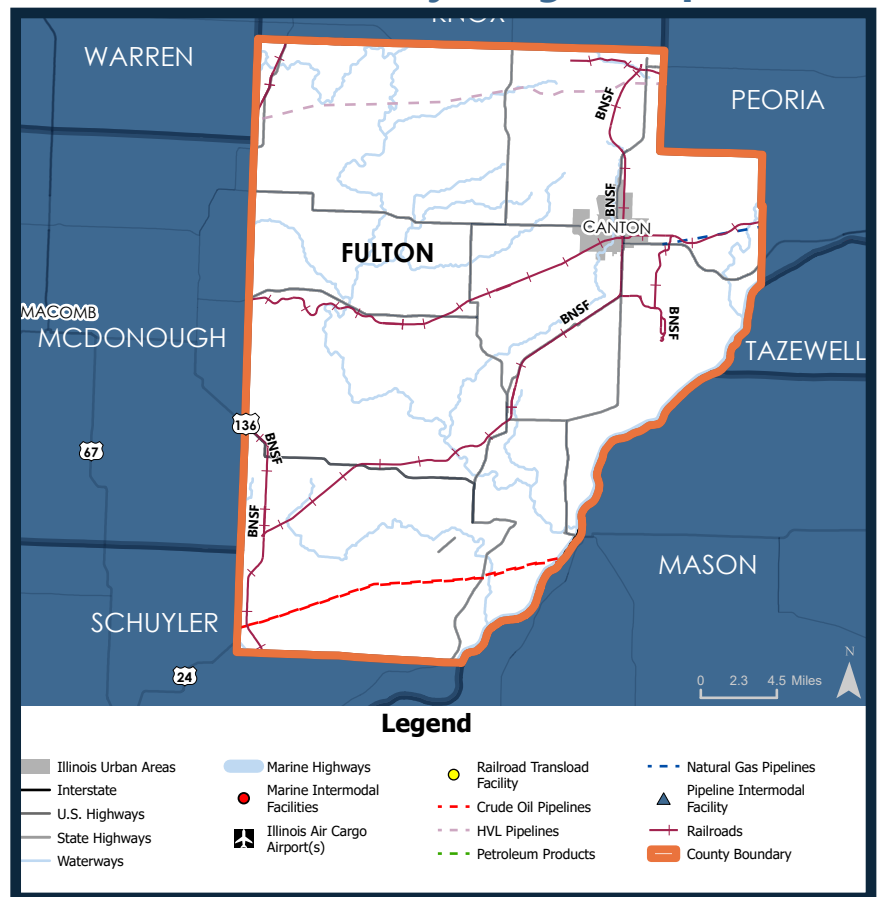 KNOX
WARREN
PEORIA
BNSF
BNSF
CANTON
FULTON
MACOMB
MCDONOUGH
BNSF
BNSF
TAZEWELL
136
67
BNSF
BNSF
MASON
SCHUYLER
24
N
0 2.3 4.5 Miles
Legend
Illinois Urban Areas
Interstate
U.S. Highways
State Highways
Waterways
Marine Highways
Marine Intermodal
Facilities
Illinois Air Cargo
Airport(s)
Railroad Transload
Facility
Crude Oil Pipelines
HVL Pipelines
Petroleum Products
Natural Gas Pipelines
Pipeline Intermodal
Facility
Railroads
County Boundary